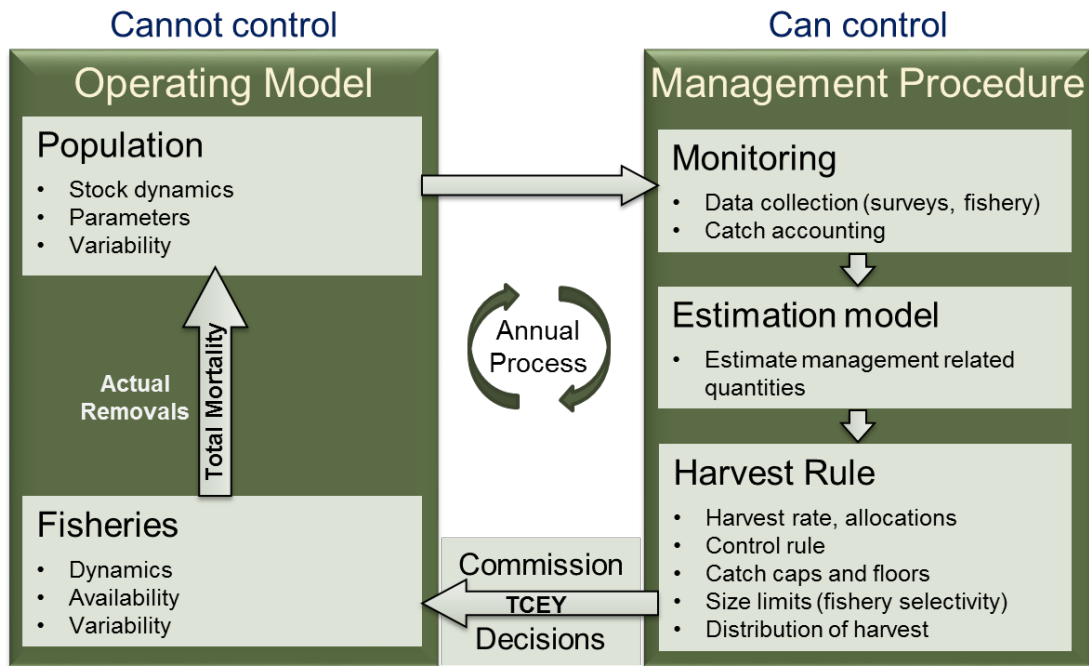 Cannot control
Operating Model
Population
• Stock dynamics
• Parameters
• Variability
Actual
Removals
Total Mortality
Fisheries
• Dynamics
• Availability
• Variability
Annual
Process
Commission
TCEY
Decisions
Can control
Management Procedure
Monitoring
• Data collection (surveys, fishery)
• Catch accounting
Estimation model
• Estimate management related
quantities
Harvest Rule
• Harvest rate, allocations
• Control rule
• Catch caps and floors
• Size limits (fishery selectivity)
• Distribution of harvest